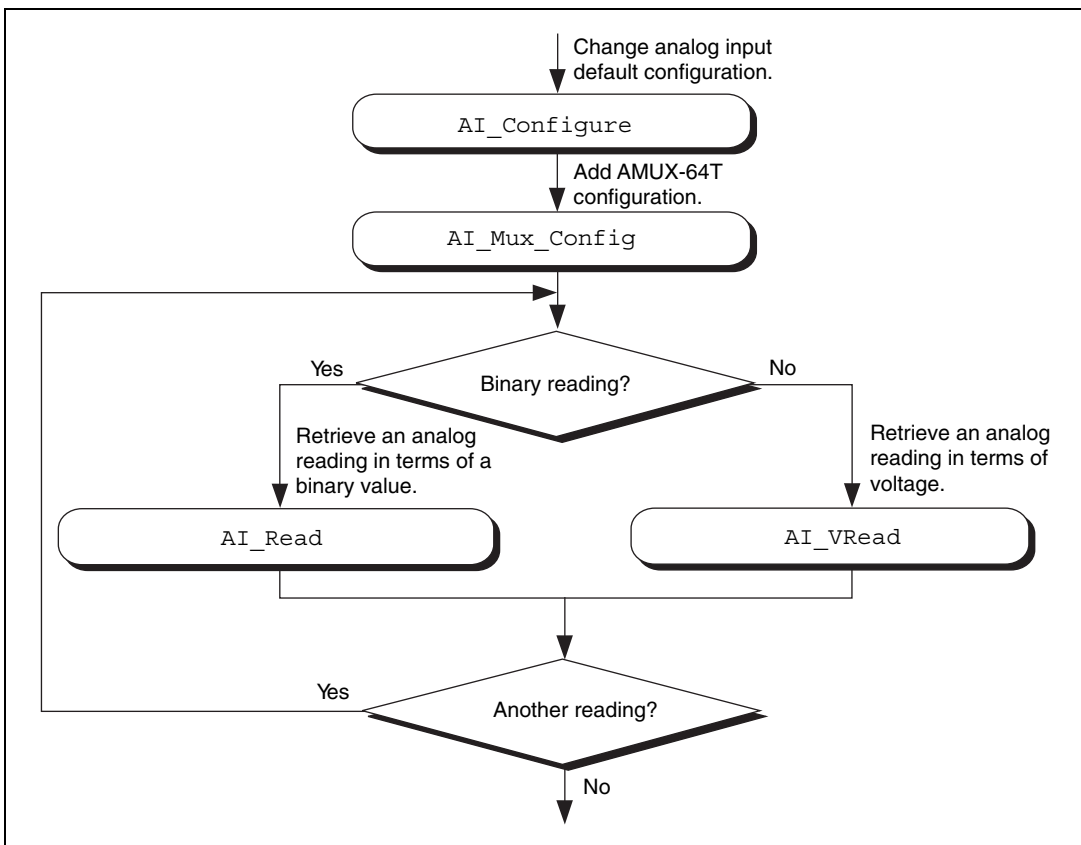 Change analog input
default configuration.
AI_Configure
Add AMUX-64T
configuration.
AI_Mux_Config
Yes
Binary reading?
No
Retrieve an analog
reading in terms of a
binary value.
Retrieve an analog
reading in terms of
voltage.
AI_Read
AI_VRead
Yes
Another reading?
No